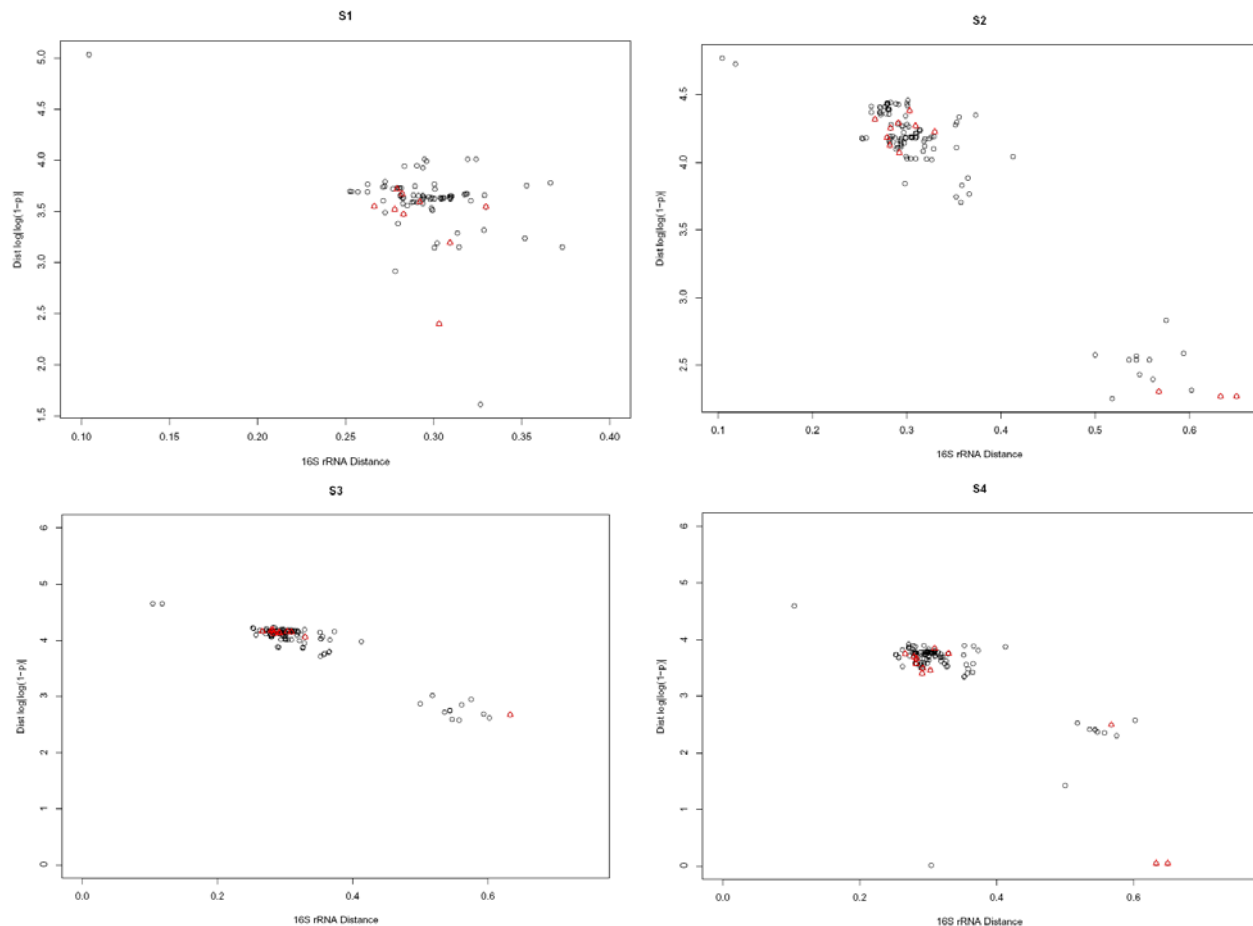 S1
Dist log[log(1-p)]
5.0
4.5
4.0
3.5
3.0
2.5
2.0
1.5
0.10 0.15 0.20 0.25 0.30 0.35 0.40
16S rRNA Distance
S2
Dist log[log(1-p)]
4.5
4.0
3.5
3.0
2.5
0.1 0.2 0.3 0.4 0.5 0.6
16S rRNA Distance
S3
Dist log[log(1-p)]
6
5
4
3
2
1
0
0.0 0.2 0.4 0.6
16S rRNA Distance
S4
Dist log[log(1-p)]
6
5
4
3
2
1
0
0.0 0.2 0.4 0.6
16S rRNA Distance